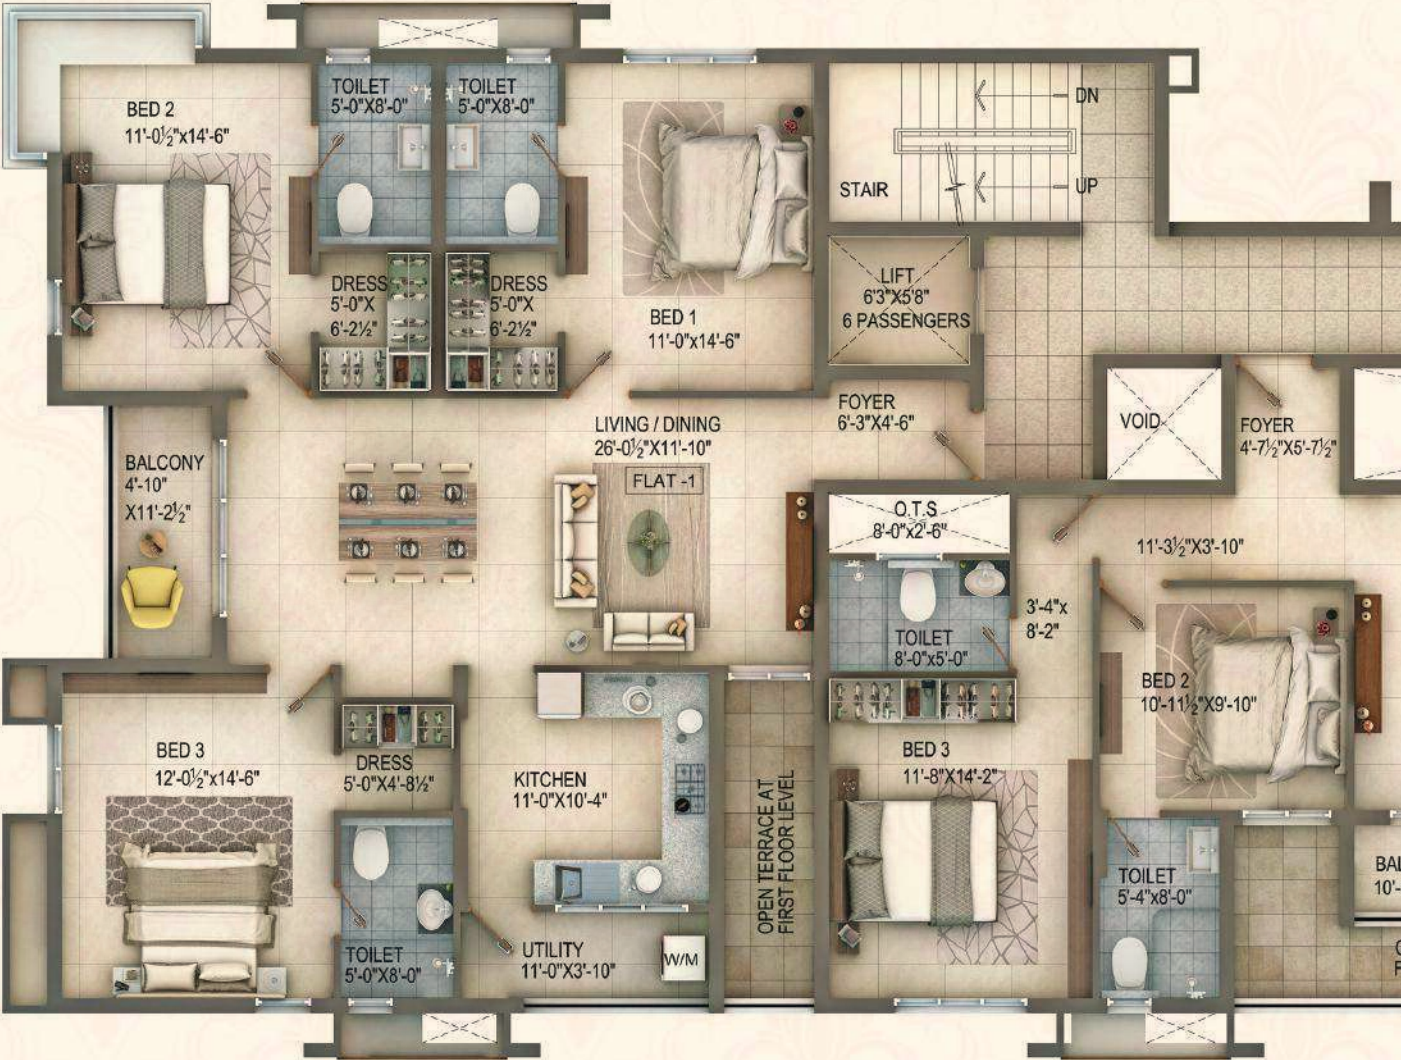 BED 2
11'-0½"x14'-6"
TOILET
5'-0"X8'-0"
TOILET
5'-0"X8'-0"
DN
UP
STAIR
DRESS
5'-0"X
6'-2½"
DRESS
5'-0"X
6'-2½"
BED 1
11'-0"x14'-6"
LIFT
6'3"X5'8"
6 PASSENGERS
FOYER
6'-3"X4'-6"
VOID
FOYER
4'-7½"X5'-7½"
LIVING / DINING
26'-0½"X11'-10"
FLAT -1
BALCONY
4'-10"
X11'-2½"
O.T.S
8'-0"x2'-6"
11'-3½"X3'-10"
3'-4"x
8'-2"
TOILET
8'-0"x5'-0"
BED 2
10'-11½"X9'-10"
BED 3
12'-0½"x14'-6"
DRESS
5'-0"X4'-8½"
KITCHEN
11'-0"X10'-4"
OPEN TERRACE AT
FIRST FLOOR LEVEL
BED 3
11'-8"X14'-2"
TOILET
5'-4"x8'-0"
BAL
10'-
TOILET
5'-0"X8'-0"
UTILITY
11'-0"X3'-10"
W/M